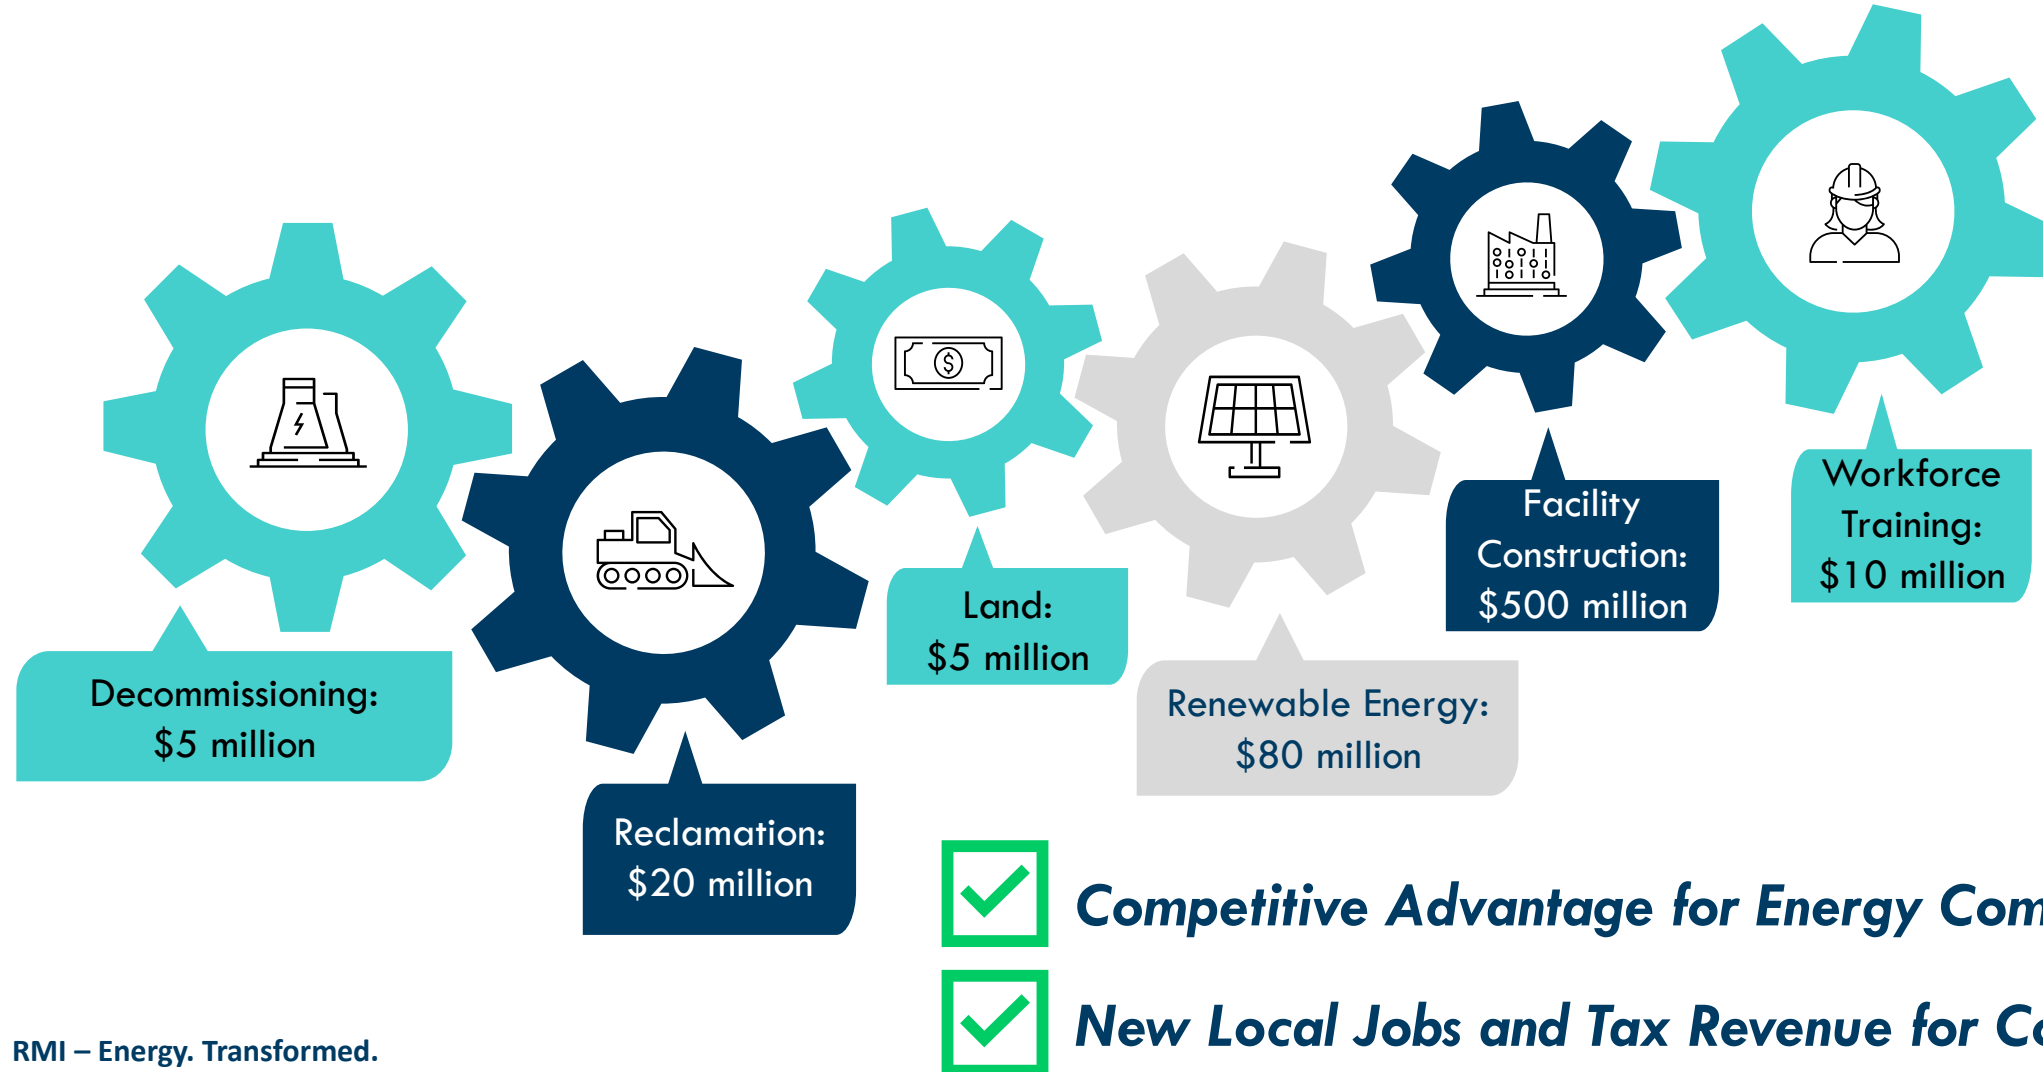 Decommissioning:
$5 million
Reclamation:
$20 million
Land:
$5 million
Renewable Energy:
$80 million
Facility
Construction:
$500 million
Workforce
Training:
$10 million
Competitive Advantage for Energy
New Local Jobs and Tax Revenue for
RMI – Energy. Transformed.